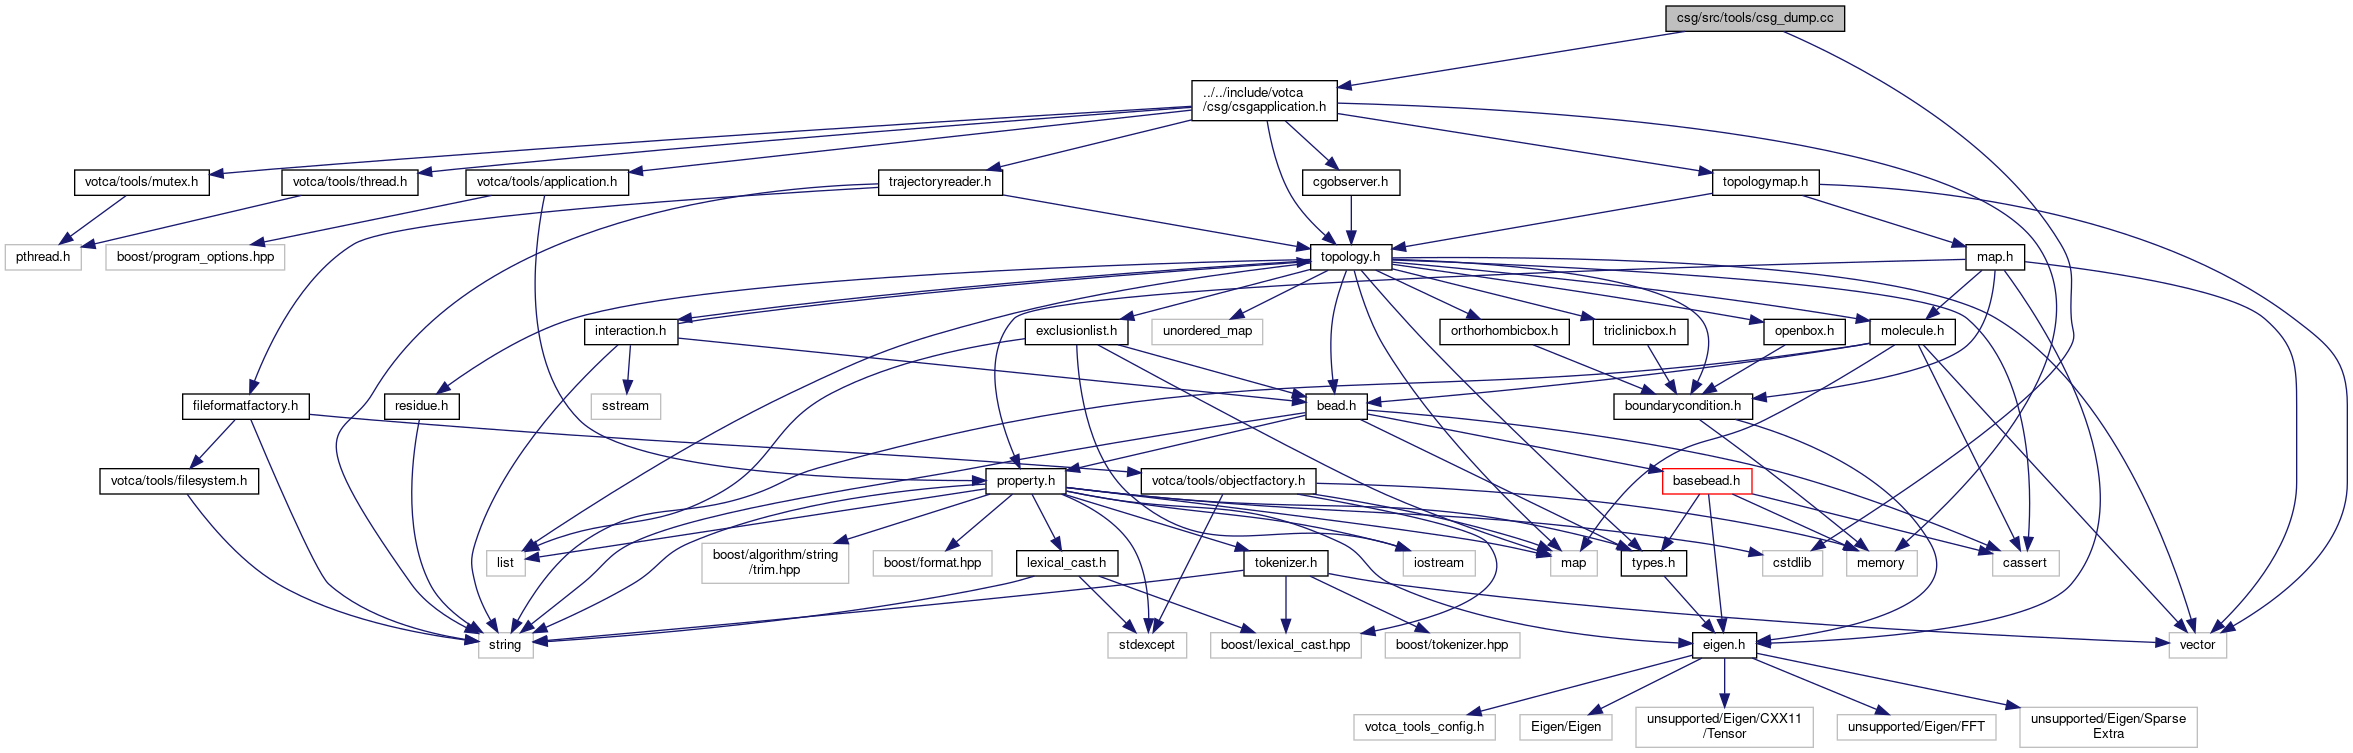 csg/src/tools/csg_dump.cc
../../include/votca
/csg/csgapplication.h
votca/tools/mutex.h
votca/tools/thread.h
votca/tools/application.h
trajectoryreader.h
cgobserver.h
topologymap.h
pthread.h
boost/program_options.hpp
topology.h
map.h
interaction.h
exclusionlist.h
unordered_map
orthorhombicbox.h
triclinicbox.h
openbox.h
molecule.h
fileformatfactory.h
residue.h
sstream
bead.h
boundarycondition.h
votca/tools/filesystem.h
property.h
votca/tools/objectfactory.h
basebead.h
list
boost/algorithm/string
/trim.hpp
boost/format.hpp
lexical_cast.h
tokenizer.h
iostream
map
types.h
cstdlib
memory
cassert
string
stdexcept
boost/lexical_cast.hpp
boost/tokenizer.hpp
eigen.h
vector
votca_tools_config.h
Eigen/Eigen
unsupported/Eigen/CXX11
/Tensor
unsupported/Eigen/FFT
unsupported/Eigen/Sparse
Extra